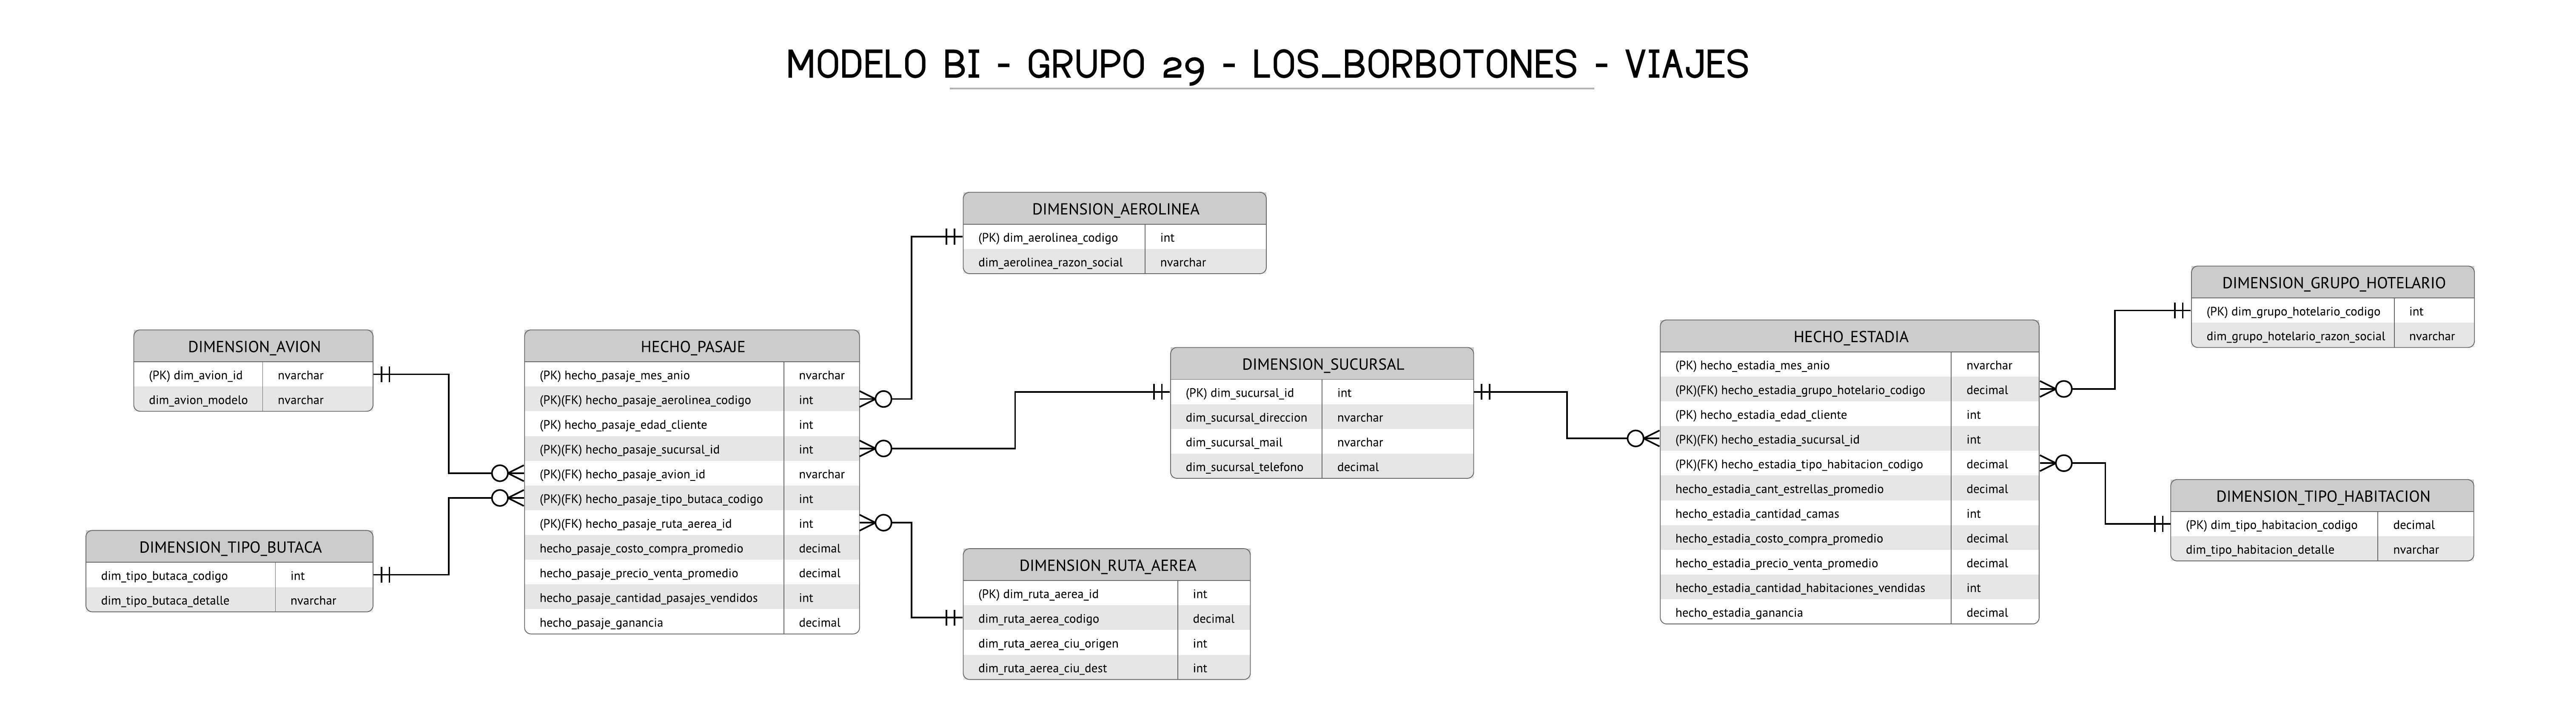 MODELO BI - GRUPO 29 - LOS_BORBOTONES - VIAJES
DIMENSION_AVION
(PK) dim_avion_id nvarchar
dim_avion_modelo nvarchar
DIMENSION_TIPO_BUTACA
dim_tipo_butaca_codigo int
dim_tipo_butaca_detalle nvarchar
HECHO_PASAJE
(PK) hecho_pasaje_mes_anio nvarchar
(PK)(FK) hecho_pasaje_aerolinea_codigo int
(PK) hecho_pasaje_edad_cliente int
(PK)(FK) hecho_pasaje_sucursal_id int
(PK)(FK) hecho_pasaje_avion_id nvarchar
(PK)(FK) hecho_pasaje_tipo_butaca_codigo int
(PK)(FK) hecho_pasaje_ruta_aerea_id int
hecho_pasaje_costo_compra_promedio decimal
hecho_pasaje_precio_venta_promedio decimal
hecho_pasaje_cantidad_pasajes_vendidos int
hecho_pasaje_ganancia decimal
DIMENSION_AEROLINEA
(PK) dim_aerolinea_codigo int
dim_aerolinea_razon_social nvarchar
DIMENSION_SUCURSAL
(PK) dim_sucursal_id int
dim_sucursal_direccion nvarchar
dim_sucursal_mail nvarchar
dim_sucursal_telefono decimal
DIMENSION_RUTA_AEREA
(PK) dim_ruta_aerea_id int
dim_ruta_aerea_codigo decimal
dim_ruta_aerea_ciu_origen int
dim_ruta_aerea_ciu_dest int
HECHO_ESTADIA
(PK) hecho_estadia_mes_anio nvarchar
(PK)(FK) hecho_estadia_grupo_hotelario_codigo decimal
(PK) hecho_estadia_edad_cliente int
(PK)(FK) hecho_estadia_sucursal_id int
(PK)(FK) hecho_estadia_tipo_habitacion_codigo decimal
hecho_estadia_cant_estrellas_promedio decimal
hecho_estadia_cantidad_camas int
hecho_estadia_costo_compra_promedio decimal
hecho_estadia_precio_venta_promedio decimal
hecho_estadia_cantidad_habitaciones_vendidas int
hecho_estadia_ganancia decimal
DIMENSION_GRUPO_HOTELARIO
(PK) dim_grupo_hotelario_codigo int
dim_grupo_hotelario_razon_social nvarchar
DIMENSION_TIPO_HABITACION
(PK) dim_tipo_habitacion_codigo decimal
dim_tipo_habitacion_detalle nvarchar